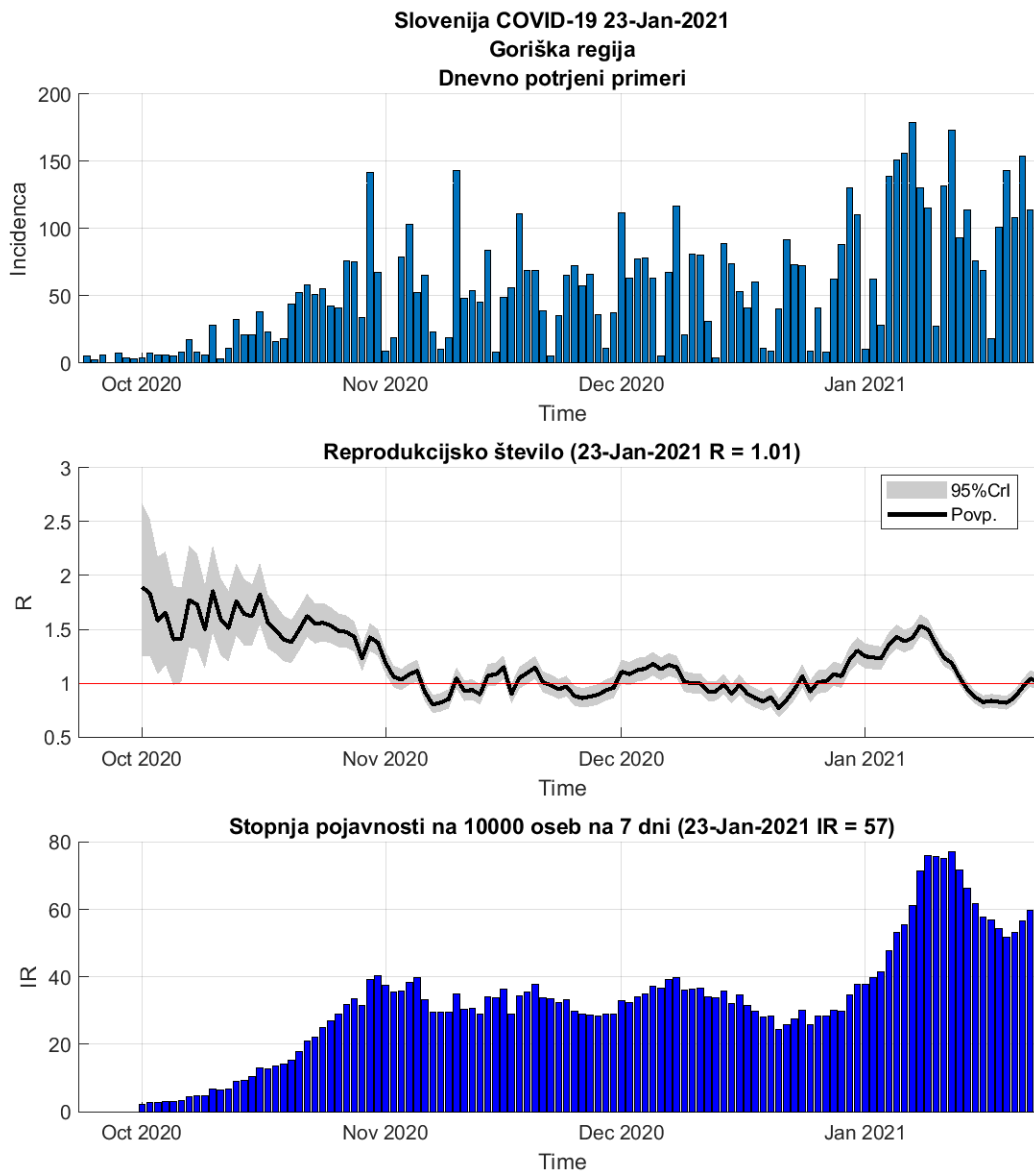 Slovenija COVID-19 23-Jan-2021
Goriška regija
Dnevno potrjeni primeri
200
150
100
50
0
Incidenca
Oct 2020
Nov 2020
Dec 2020
Jan 2021
Time
Reprodukcijsko število (23-Jan-2021 R = 1.01)
3
2.5
2
1.5
1
0.5
R
95%CrI
Povp.
Oct 2020
Nov 2020
Dec 2020
Jan 2021
Time
Stopnja pojavnosti na 10000 oseb na 7 dni (23-Jan-2021 IR = 57)
80
60
40
20
0
IR
Oct 2020
Nov 2020
Dec 2020
Jan 2021
Time